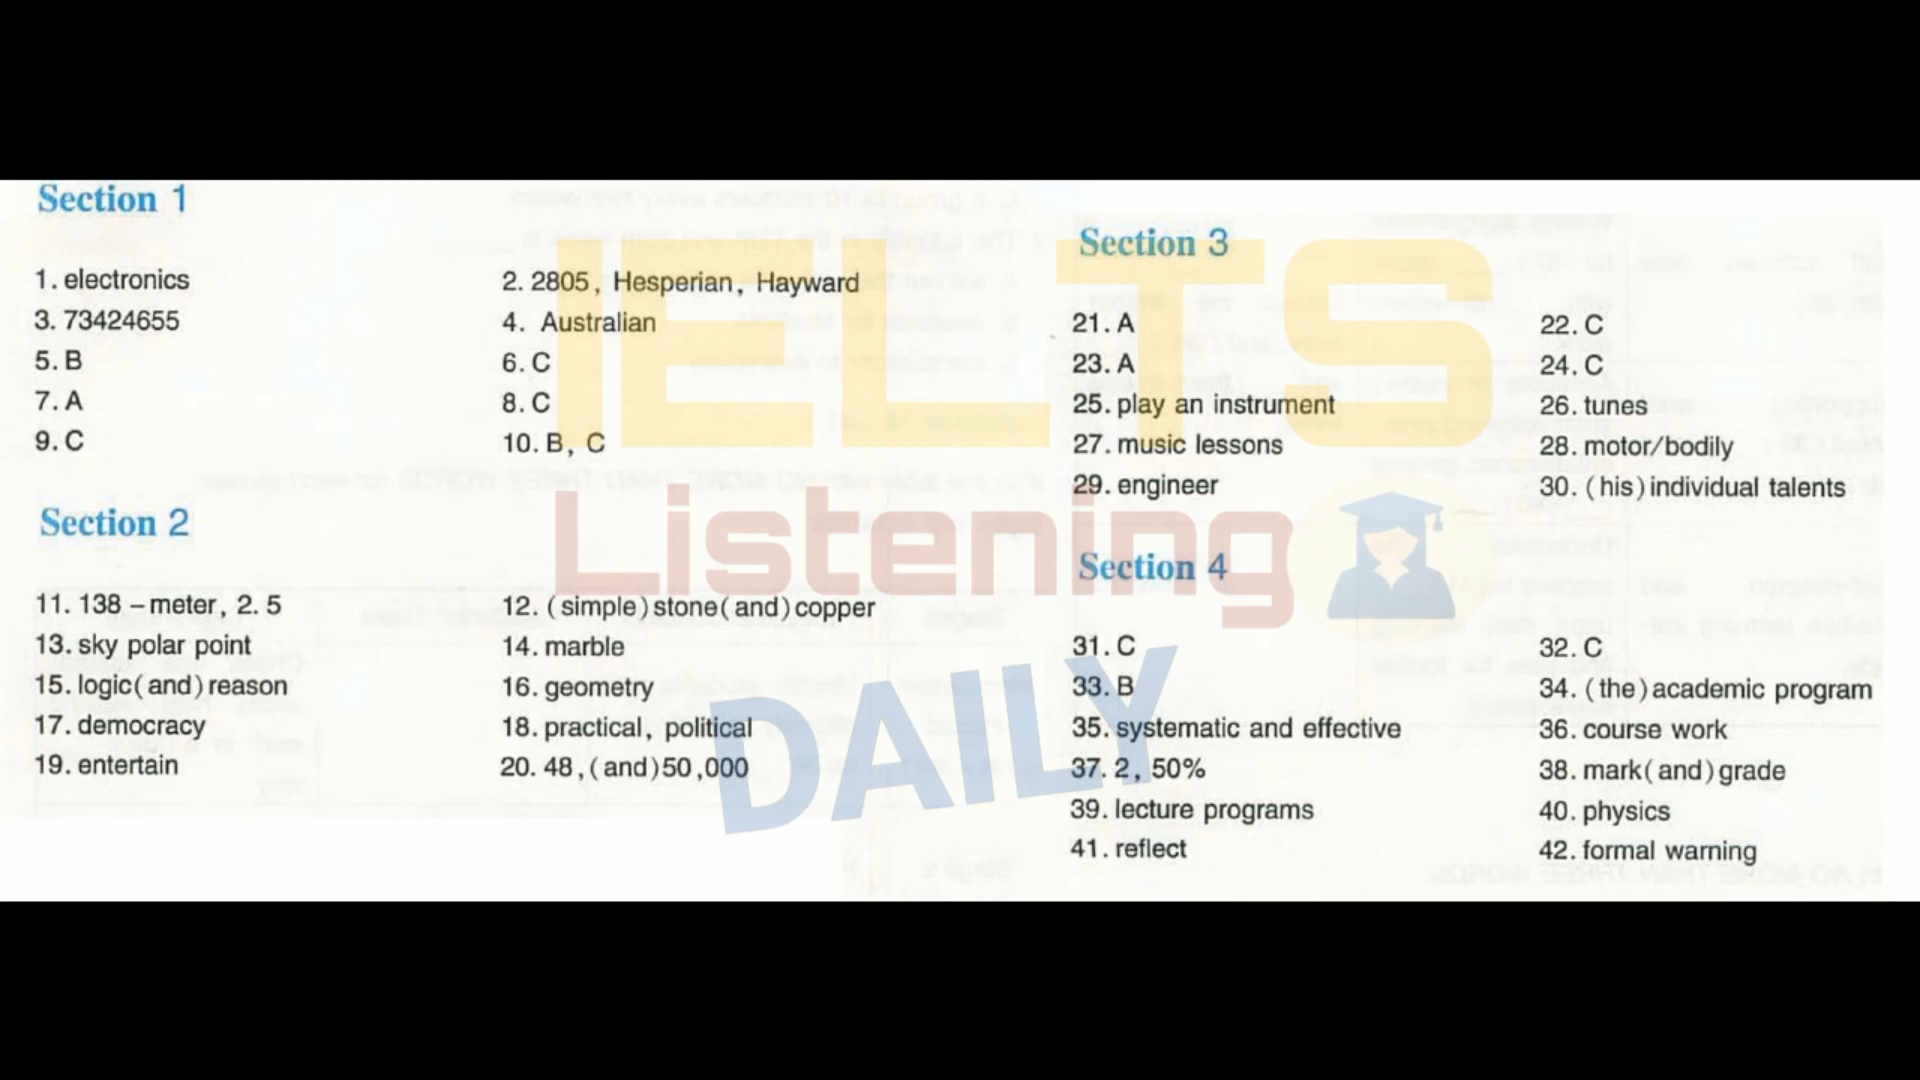 Section 1
1. electronics
2. 2805, Hesperian, Hayward
3. 73424655
4. Australian
5. B
6. C
7. A
8. C
9. C
10. B, C
Section 2
11. 138 – meter, 2. 5
12. (simple) stone (and) copper
13. sky polar point
14. marble
15. logic (and) reason
16. geometry
17. democracy
18. practical, political
19. entertain
20. 48, (and) 50,000
Section 3
21. A
22. C
23. A
24. C
25. play an instrument
26. tunes
27. music lessons
28. motor/bodily
29. engineer
30. (his) individual talents
Section 4
31. C
32. C
33. B
34. (the) academic program
35. systematic and effective
36. course work
37. 2, 50%
38. mark (and) grade
39. lecture programs
40. physics
41. reflect
42. formal warning
IELTS
Listening
DAILY